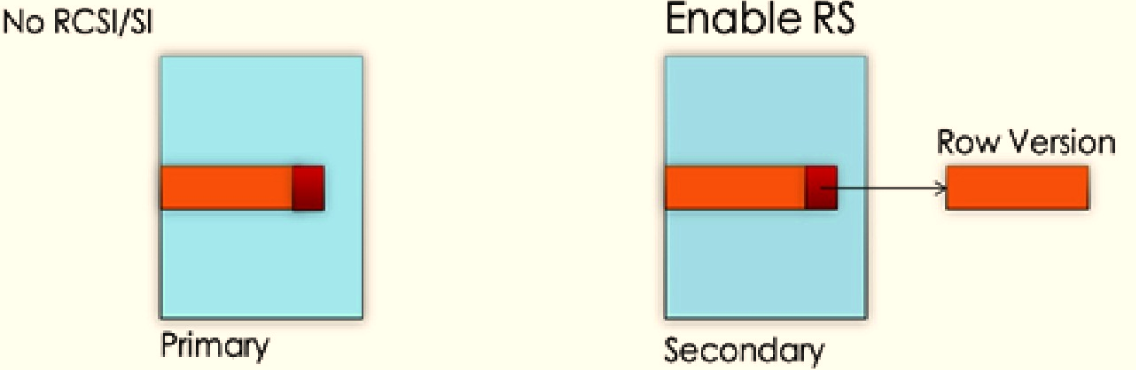 No RCSI/SI
Enable RS
Row Version
Primary
Secondary